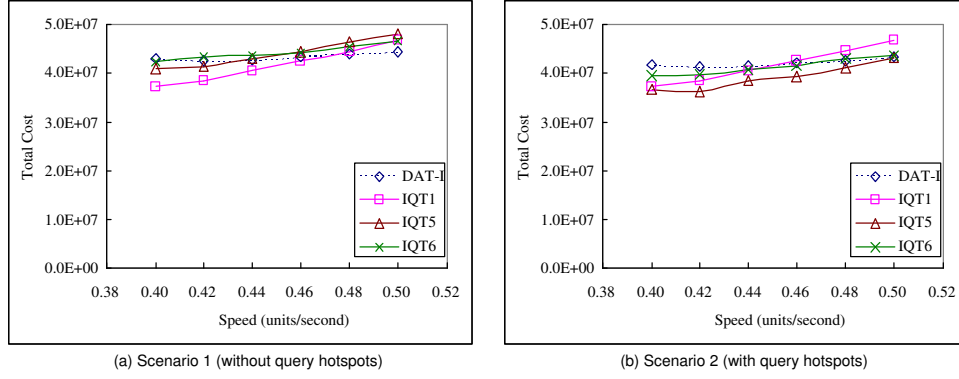 5.0E+07
4.0E+07
3.0E+07
2.0E+07
1.0E+07
0.0E+00
Total Cost
DAT-I
IQT1
IQT5
IQT6
0.38 0.40 0.42 0.44 0.46 0.48 0.50 0.52
Speed (units/second)
(a) Scenario 1 (without query hotspots)
5.0E+07
4.0E+07
3.0E+07
2.0E+07
1.0E+07
0.0E+00
Total Cost
DAT-I
IQT1
IQT5
IQT6
0.38 0.40 0.42 0.44 0.46 0.48 0.50 0.52
Speed (units/second)
(b) Scenario 2 (with query hotspots)